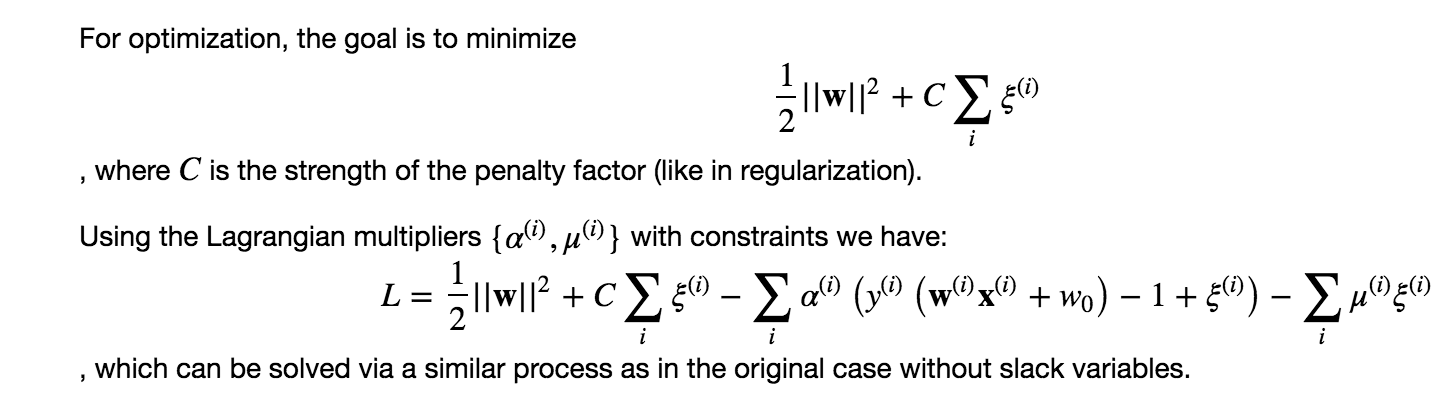 For optimization, the goal is to minimize
$$\frac{1}{2}||\mathbf{w}||^2 + C \sum_i \xi^{(i)}$$
, where $C$ is the strength of the penalty factor (like in regularization).
Using the Lagrangian multipliers $\{\alpha^{(i)}, \mu^{(i)}\}$ with constraints we have:
$$L = \frac{1}{2}||\mathbf{w}||^2 + C \sum_i \xi^{(i)} - \sum_i \alpha^{(i)} \left( y^{(i)} \left( \mathbf{w}^{(i)} \mathbf{x}^{(i)} + w_0 \right) - 1 + \xi^{(i)} \right) - \sum_i \mu^{(i)} \xi^{(i)}$$
, which can be solved via a similar process as in the original case without slack variables.